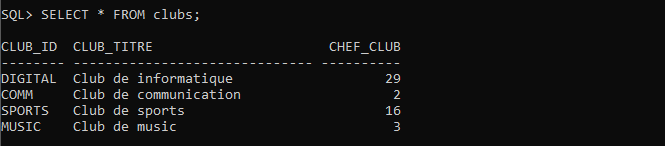 SQL> SELECT * FROM clubs;
CLUB_ID  CLUB_TITRE                      CHEF_CLUB
-------- ------------------------------ ----------
DIGITAL  Club de informatique                   29
COMM     Club de communication                   2
SPORTS   Club de sports                         16
MUSIC    Club de music                           3